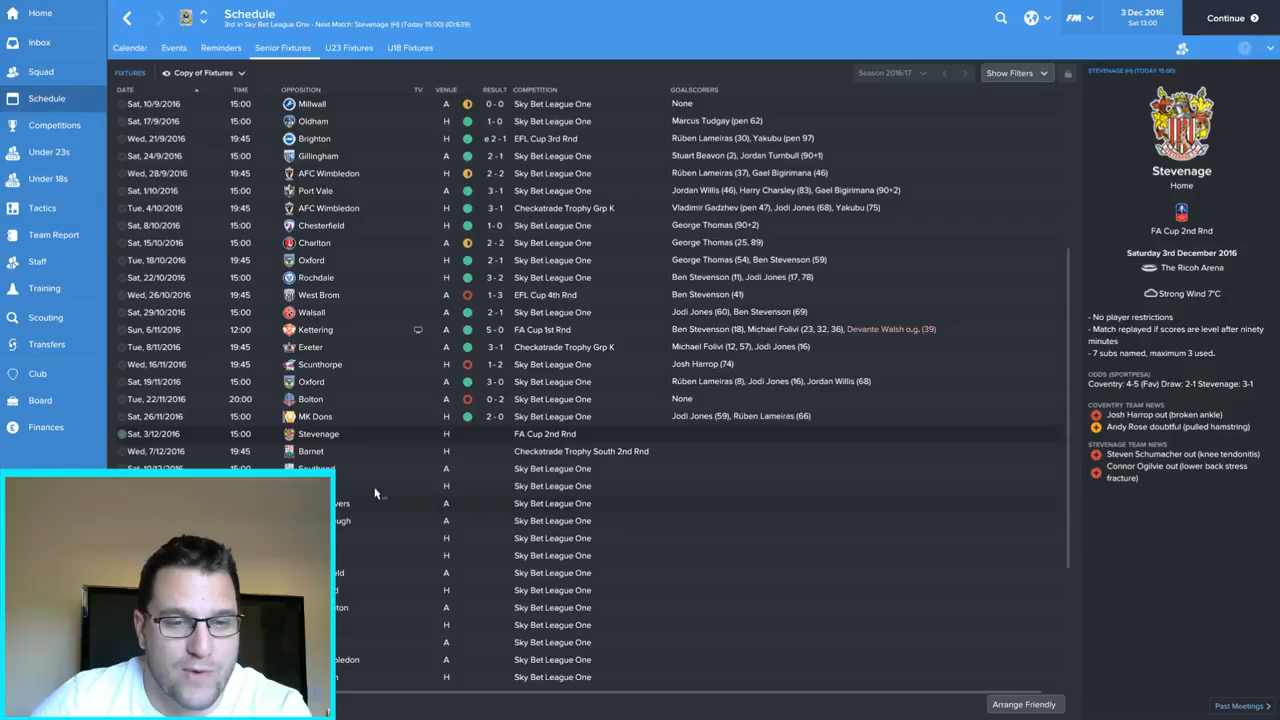 Home
Inbox
Squad
Schedule
Competitions
Under 23s
Under 18s
Tactics
Team Report
Staff
Training
Scouting
Transfers
Club
Board
Finances
Schedule
3rd in Sky Bet League One - Next Match: Stevenage (H) (Today 15:00) (ID:639)
FM
3 Dec 2016
Sat 13:00
Continue
Calendar Events Reminders Senior Fixtures U23 Fixtures U18 Fixtures
FIXTURES Copy of Fixtures Season 2016/17 Show Filters
DATE TIME OPPOSITION TV VENUE RESULT COMPETITION GOALSCORERS
Sat, 10/9/2016 15:00 Millwall A 0 - 0 Sky Bet League One None
Sat, 17/9/2016 15:00 Oldham H 1 - 0 Sky Bet League One Marcus Tudgay (pen 62)
Wed, 21/9/2016 19:45 Brighton H e 2 - 1 EFL Cup 3rd Rnd Rúben Lameiras (30), Yakubu (pen 97)
Sat, 24/9/2016 15:00 Gillingham A 2 - 1 Sky Bet League One Stuart Beavon (2), Jordan Turnbull (90+1)
Wed, 28/9/2016 19:45 AFC Wimbledon H 2 - 2 Sky Bet League One Rúben Lameiras (37), Gael Bigirimana (46)
Sat, 1/10/2016 15:00 Port Vale A 3 - 1 Sky Bet League One Jordan Willis (46), Harry Charsley (83), Gael Bigirimana (90+2)
Tue, 4/10/2016 19:45 AFC Wimbledon H 3 - 1 Checkatrade Trophy Grp K Vladimir Gadzhev (pen 47), Jodi Jones (68), Yakubu (75)
Sat, 8/10/2016 15:00 Chesterfield H 1 - 0 Sky Bet League One George Thomas (90+2)
Sat, 15/10/2016 15:00 Charlton A 2 - 2 Sky Bet League One George Thomas (25, 89)
Tue, 18/10/2016 19:45 Oxford H 2 - 1 Sky Bet League One George Thomas (54), Ben Stevenson (59)
Sat, 22/10/2016 15:00 Rochdale H 3 - 2 Sky Bet League One Ben Stevenson (11), Jodi Jones (17, 78)
Wed, 26/10/2016 19:45 West Brom A 1 - 3 EFL Cup 4th Rnd Ben Stevenson (41)
Sat, 29/10/2016 15:00 Walsall A 2 - 1 Sky Bet League One Jodi Jones (60), Ben Stevenson (69)
Sun, 6/11/2016 12:00 Kettering A 5 - 0 FA Cup 1st Rnd Ben Stevenson (18), Michael Folivi (23, 32, 36), Devante Walsh o.g. (39)
Tue, 8/11/2016 19:45 Exeter A 3 - 1 Checkatrade Trophy Grp K Michael Folivi (12, 57), Jodi Jones (16)
Wed, 16/11/2016 19:45 Scunthorpe H 1 - 2 Sky Bet League One Josh Harrop (74)
Sat, 19/11/2016 15:00 Oxford A 3 - 0 Sky Bet League One Rúben Lameiras (8), Jodi Jones (16), Jordan Willis (68)
Tue, 22/11/2016 20:00 Bolton A 0 - 2 Sky Bet League One None
Sat, 26/11/2016 15:00 MK Dons H 2 - 0 Sky Bet League One Jodi Jones (59), Rúben Lameiras (66)
Sat, 3/12/2016 15:00 Stevenage H FA Cup 2nd Rnd
Wed, 7/12/2016 19:45 Barnet H Checkatrade Trophy South 2nd Rnd
Sat, 10/12/2016 15:00 Southend A Sky Bet League One
H Sky Bet League One
vers A Sky Bet League One
ough A Sky Bet League One
H Sky Bet League One
H Sky Bet League One
ld A Sky Bet League One
d H Sky Bet League One
ton A Sky Bet League One
H Sky Bet League One
A Sky Bet League One
bledon A Sky Bet League One
H Sky Bet League One
Arrange Friendly
STEVENAGE (H) (TODAY 15:00)
Stevenage
Home
FA Cup 2nd Rnd
Saturday 3rd December 2016
The Ricoh Arena
Strong Wind 7°C
- No player restrictions
- Match replayed if scores are level after ninety
minutes
- 7 subs named, maximum 3 used.
ODDS (SPORTPESA)
Coventry: 4-5 (Fav) Draw: 2-1 Stevenage: 3-1
COVENTRY TEAM NEWS
Josh Harrop out (broken ankle)
Andy Rose doubtful (pulled hamstring)
STEVENAGE TEAM NEWS
Steven Schumacher out (knee tendonitis)
Connor Ogilvie out (lower back stress
fracture)
Past Meetings